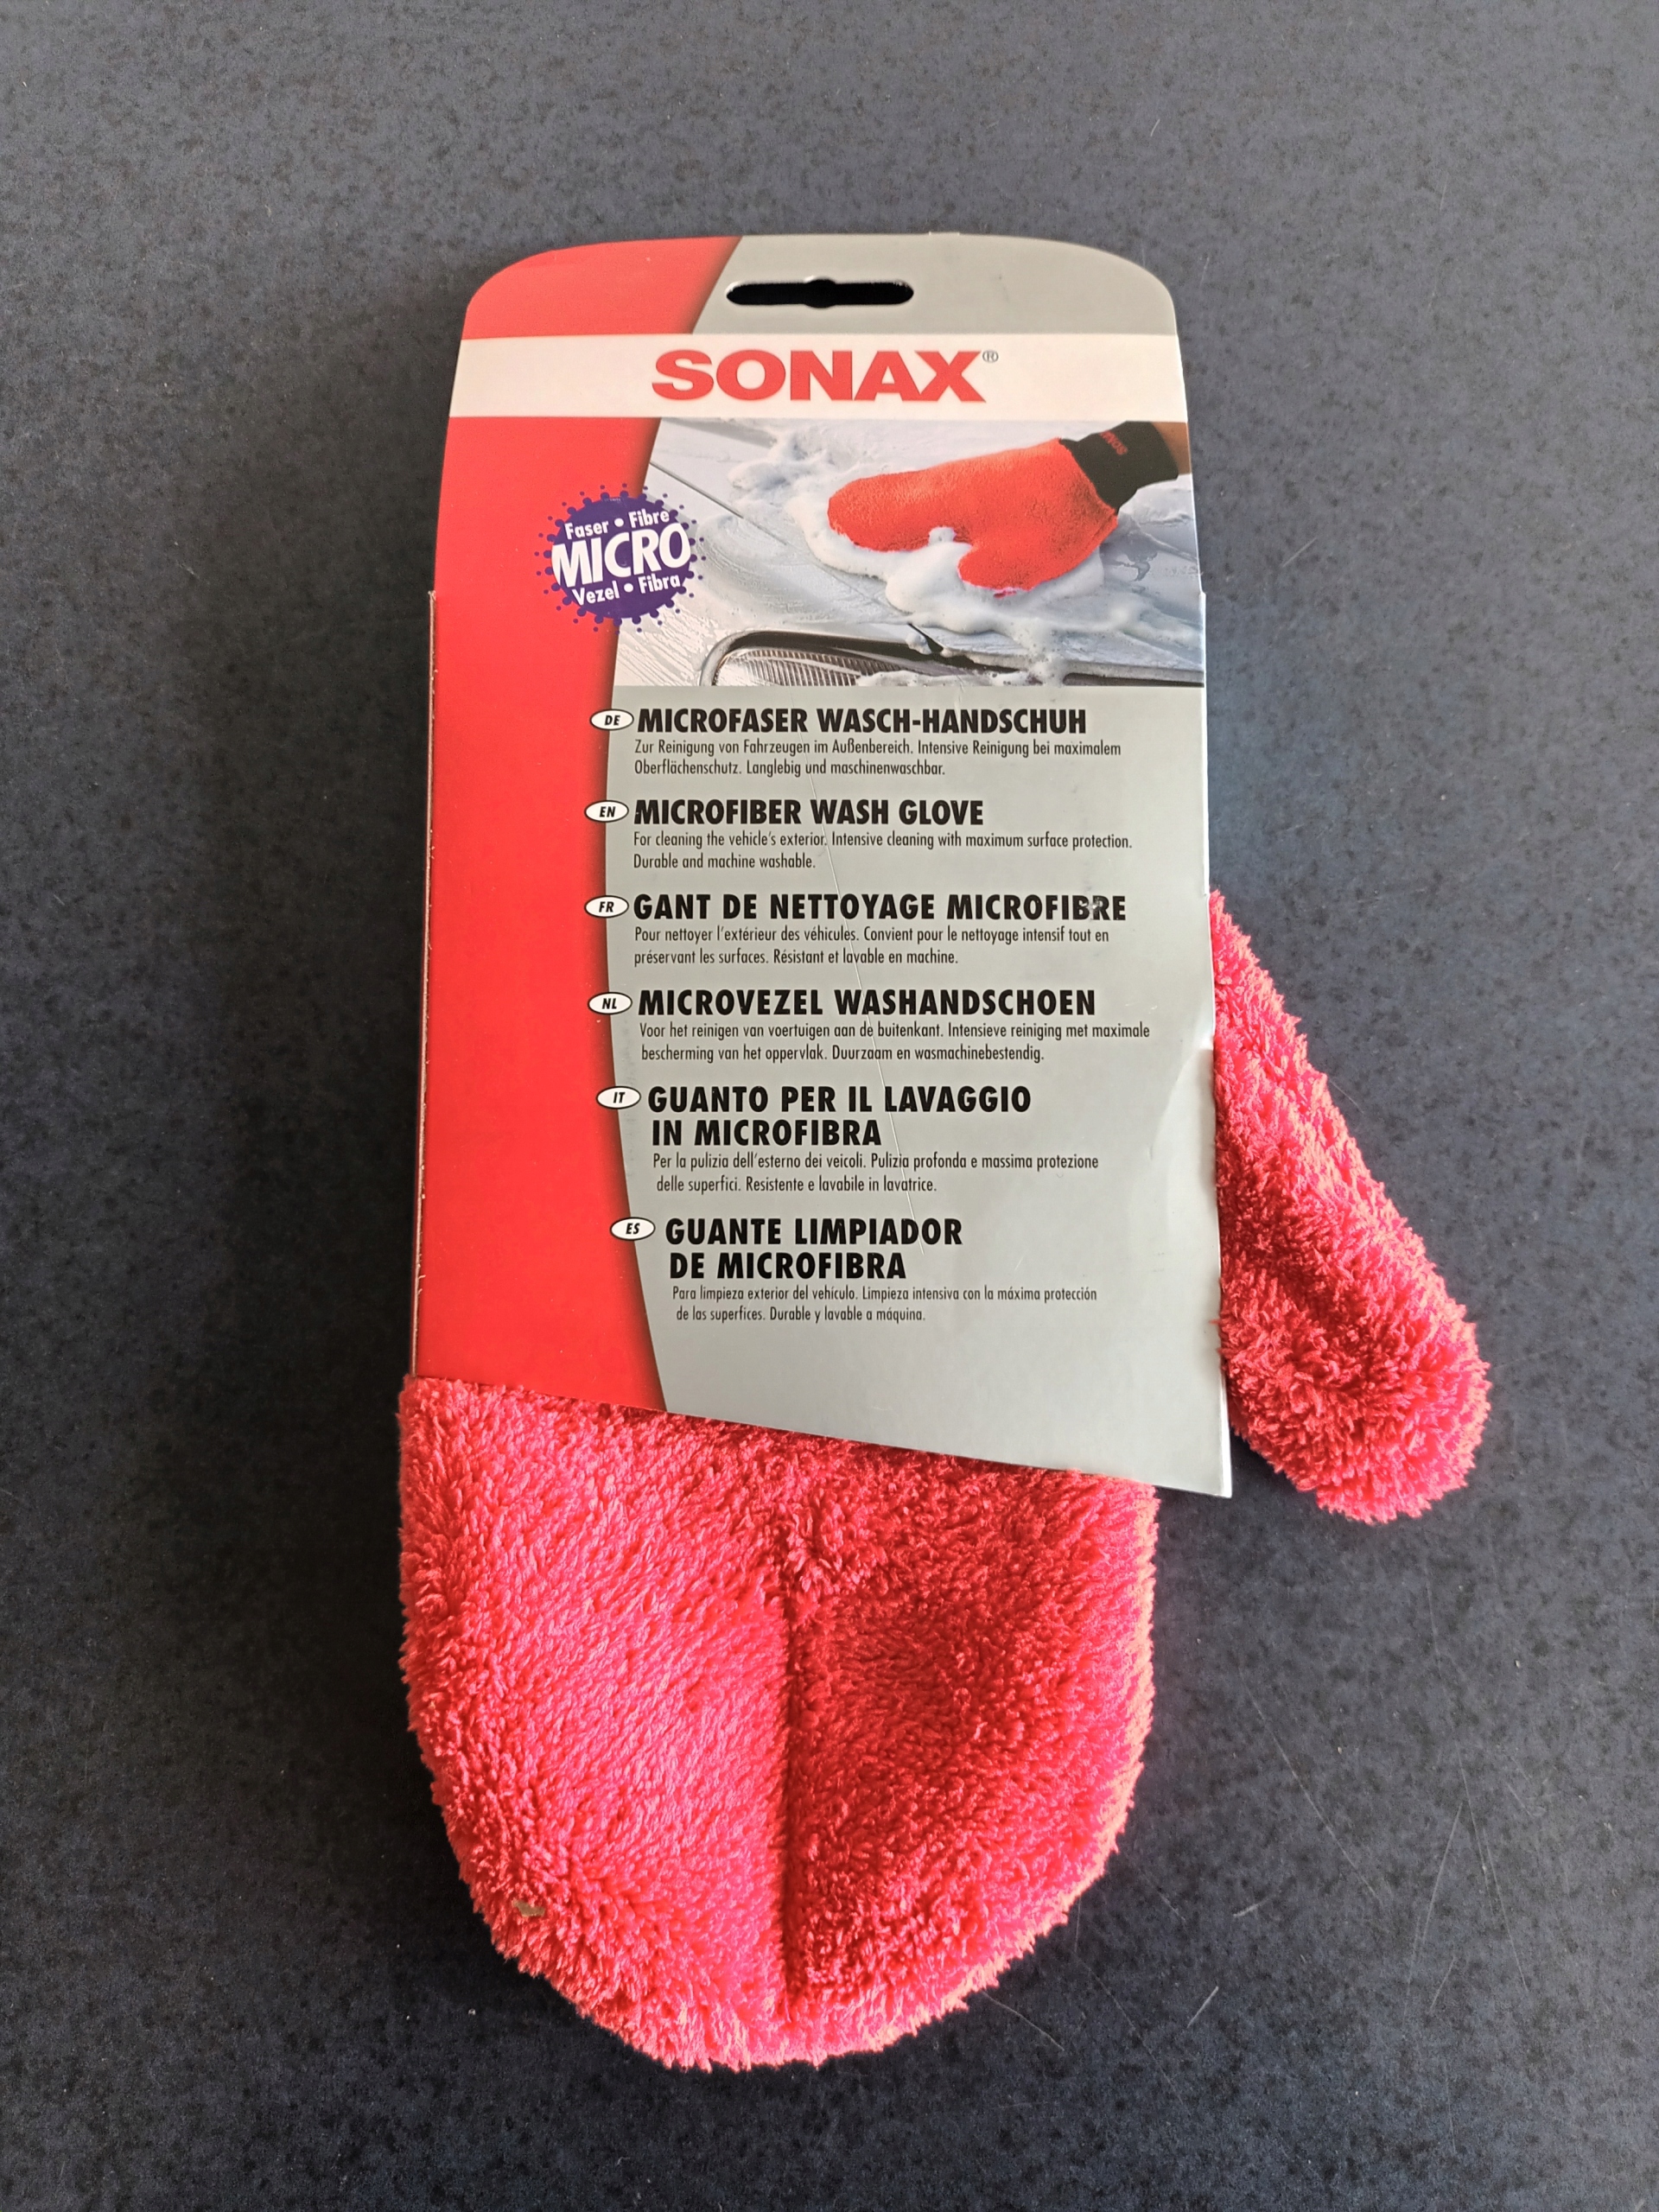 SONAX®
Faser • Fibre
MICRO
Vezel • Fibra
DE MICROFASER WASCH-HANDSCHUH
Zur Reinigung von Fahrzeugen im Außenbereich. Intensive Reinigung bei maximalem
Oberflächenschutz. Langlebig und maschinenwaschbar.
EN MICROFIBER WASH GLOVE
For cleaning the vehicle's exterior. Intensive cleaning with maximum surface protection.
Durable and machine washable.
FR GANT DE NETTOYAGE MICROFIBRE
Pour nettoyer l'extérieur des véhicules. Convient pour le nettoyage intensif tout en
préservant les surfaces. Résistant et lavable en machine.
NL MICROVEZEL WASHANDSCHOEN
Voor het reinigen van voertuigen aan de buitenkant. Intensieve reiniging met maximale
bescherming van het oppervlak. Duurzaam en wasmachinebestendig.
IT GUANTO PER IL LAVAGGIO
IN MICROFIBRA
Per la pulizia dell'esterno dei veicoli. Pulizia profonda e massima protezione
delle superfici. Resistente e lavabile in lavatrice.
ES GUANTE LIMPIADOR
DE MICROFIBRA
Para limpieza exterior del vehículo. Limpieza intensiva con la máxima protección
de las superfices. Durable y lavable a máquina.